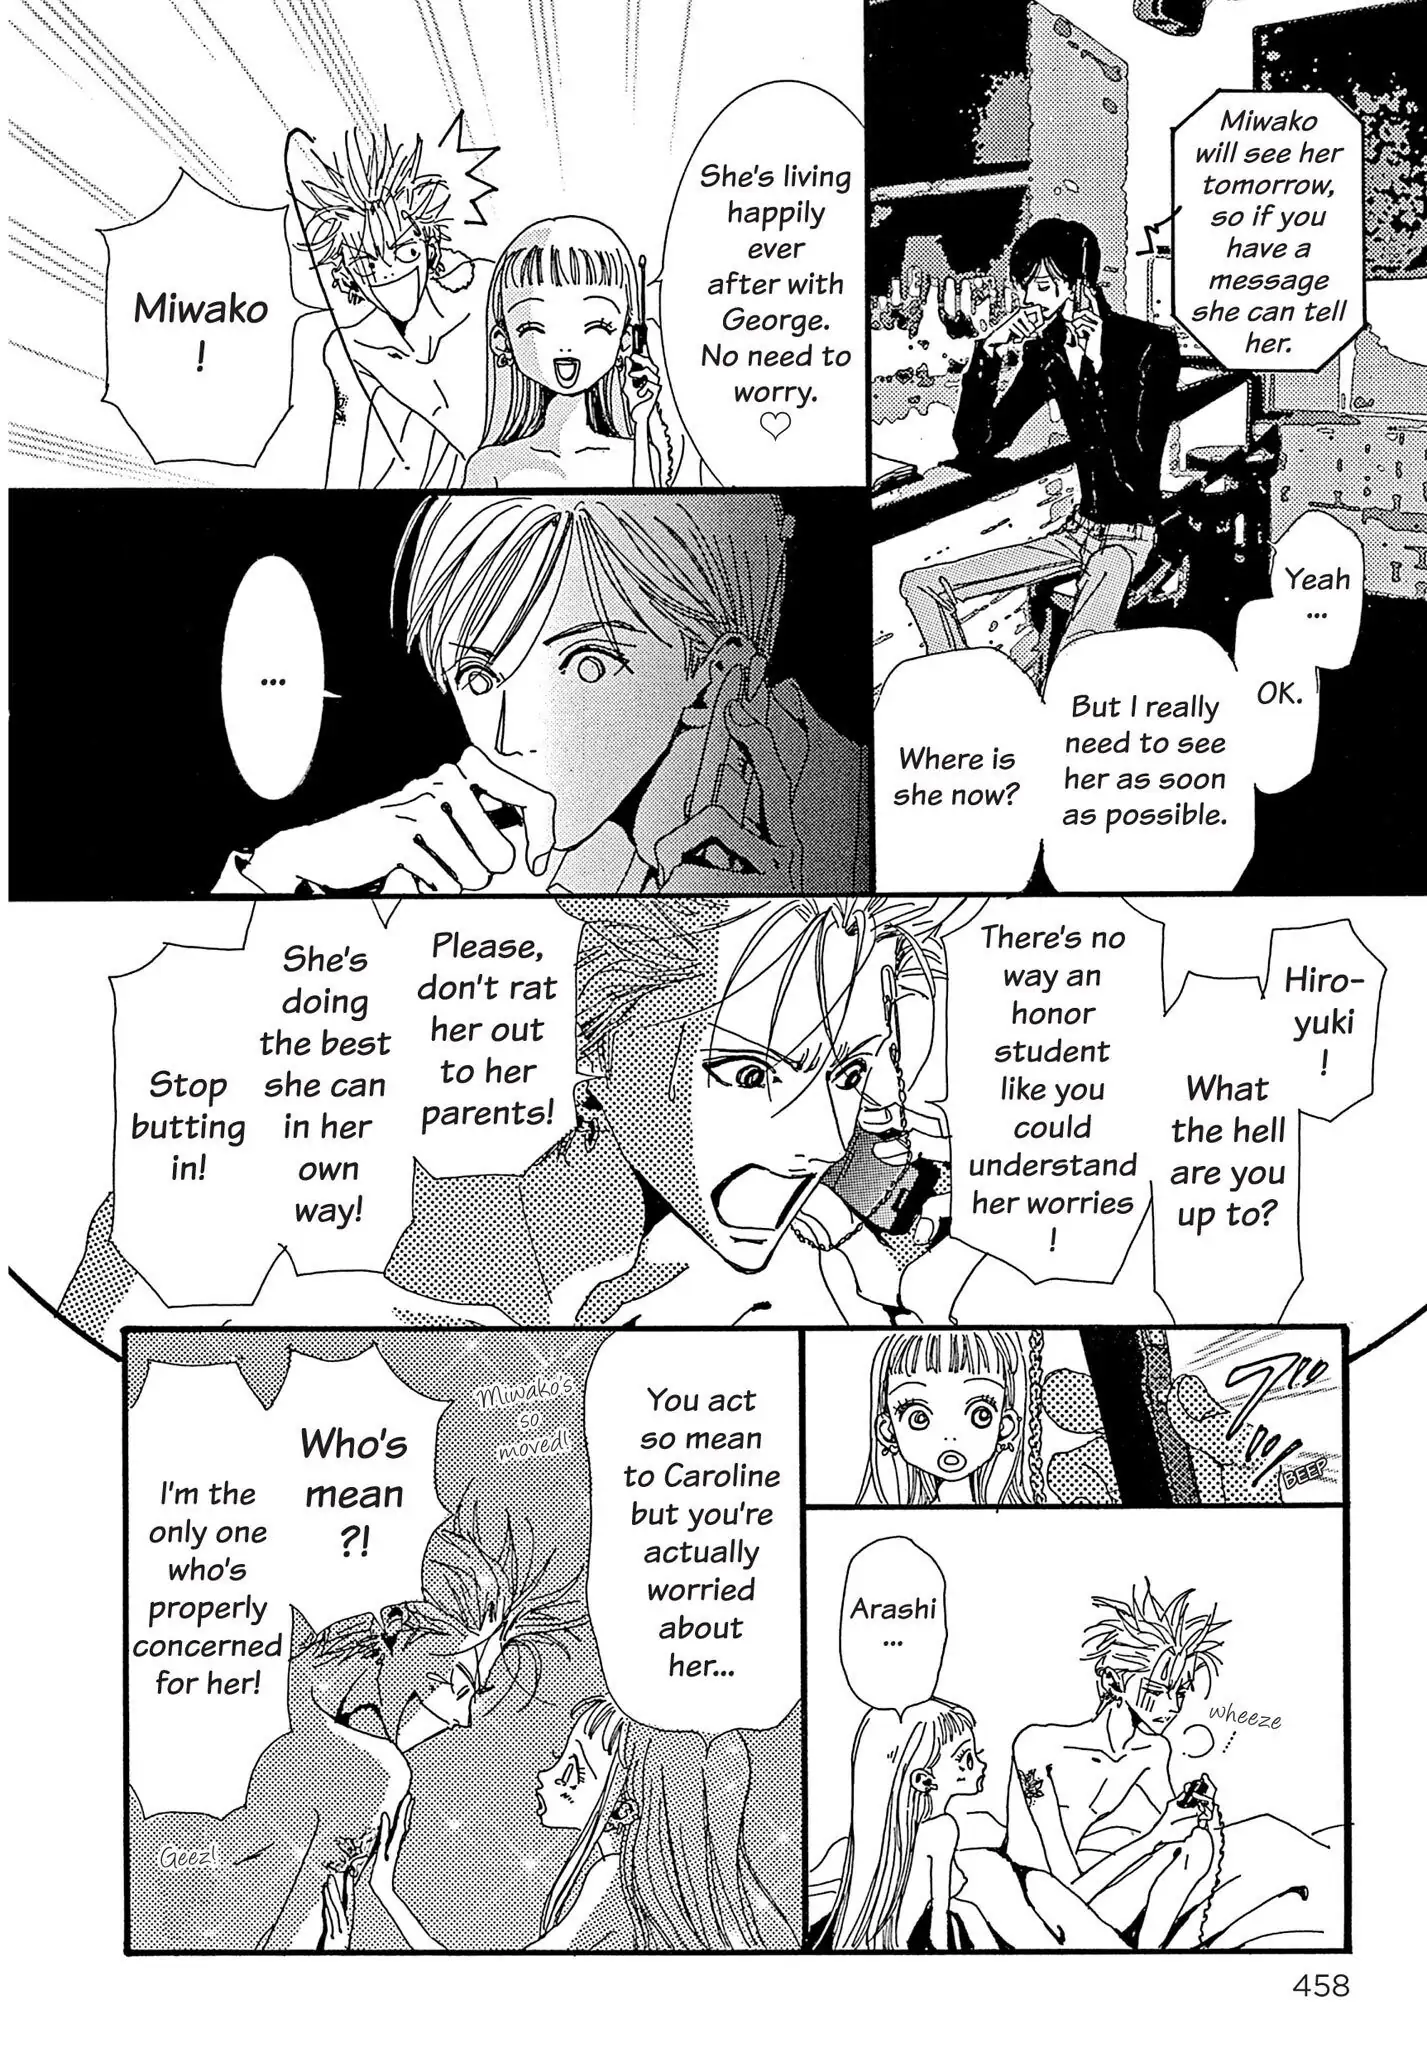 Miwako
will see her
tomorrow,
so if you
have a
message
she can tell
her.
Yeah
...
OK.
But I really
need to see
her as soon
as possible.
Where is
she now?
She's living
happily
ever
after with
George.
No need to
worry.
♡
Miwako
!
...
Hiro-
yuki
!
What
the hell
are you
up to?
There's no
way an
honor
student
like you
could
understand
her worries
!
Please,
don't rat
her out
to her
parents!
She's
doing
the best
she can
in her
own
way!
Stop
butting
in!
ブツッ
BEEP
Arashi
...
wheeze
You act
so mean
to Caroline
but you're
actually
worried
about
her...
Miwako's
so
moved!
Who's
mean
?!
I'm the
only one
who's
properly
concerned
for her!
Geez!
458